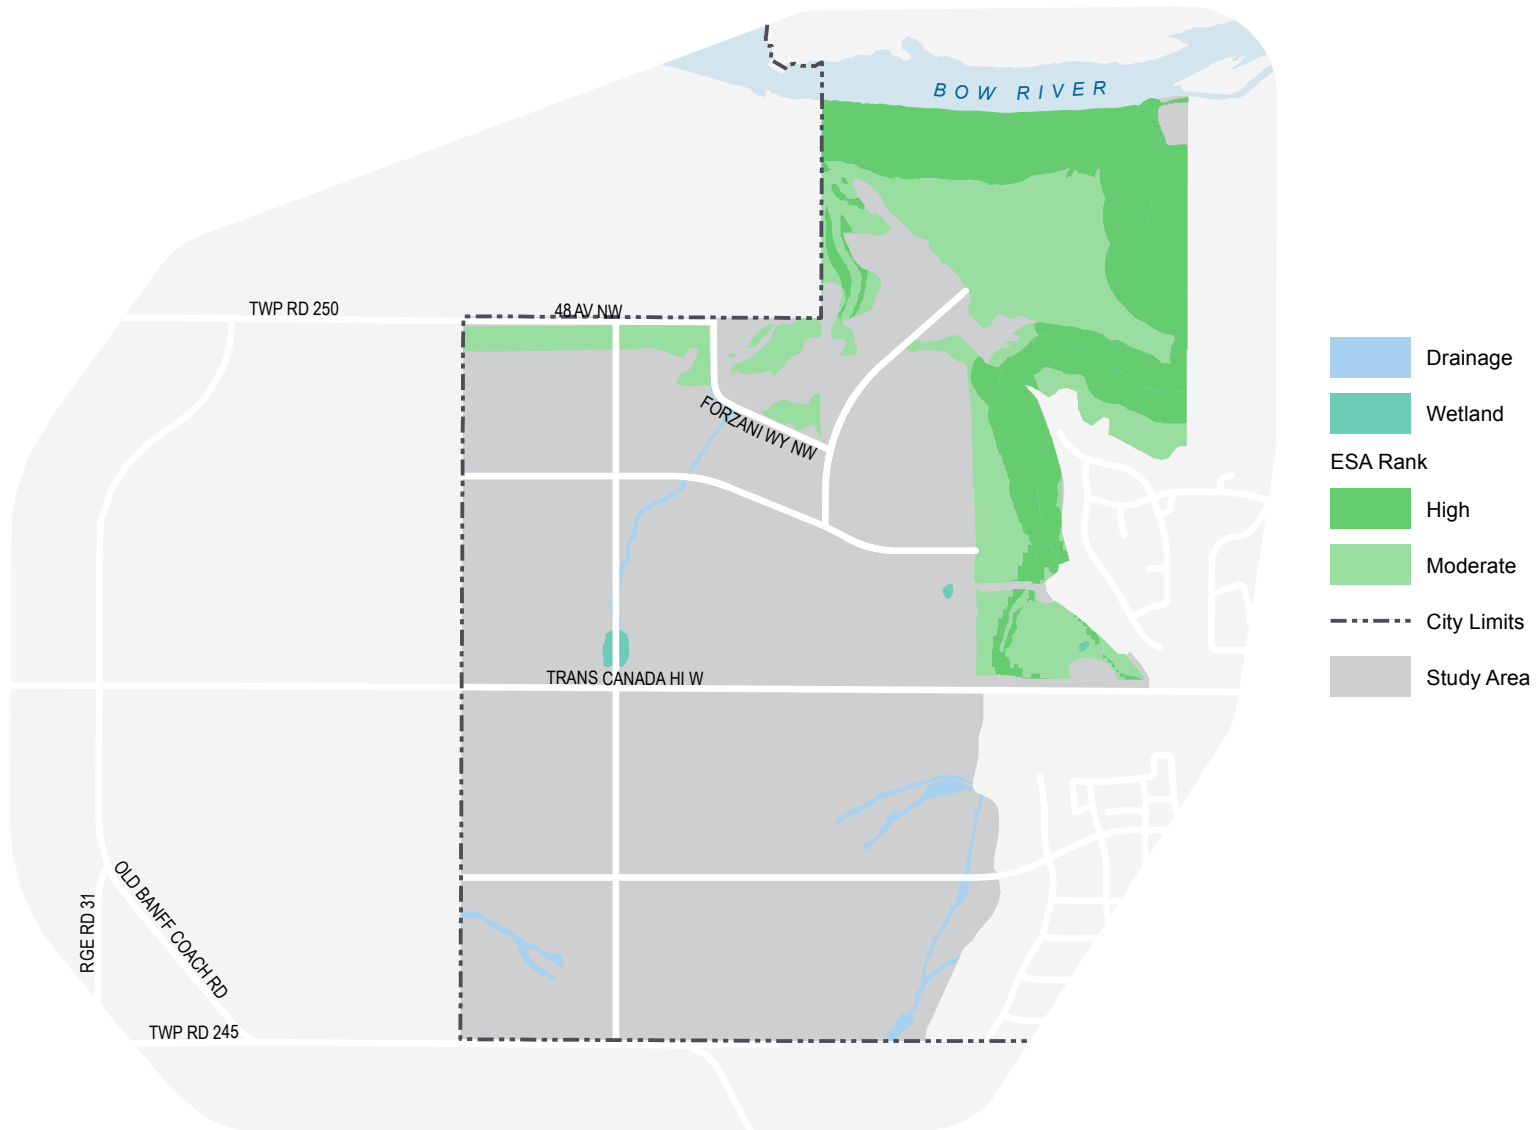 BOW RIVER
TWP RD 250
48 AV NW
FORZANI WY NW
TRANS CANADA HI W
OLD BANFF COACH RD
RGE RD 31
TWP RD 245
Drainage
Wetland
ESA Rank
High
Moderate
City Limits
Study Area